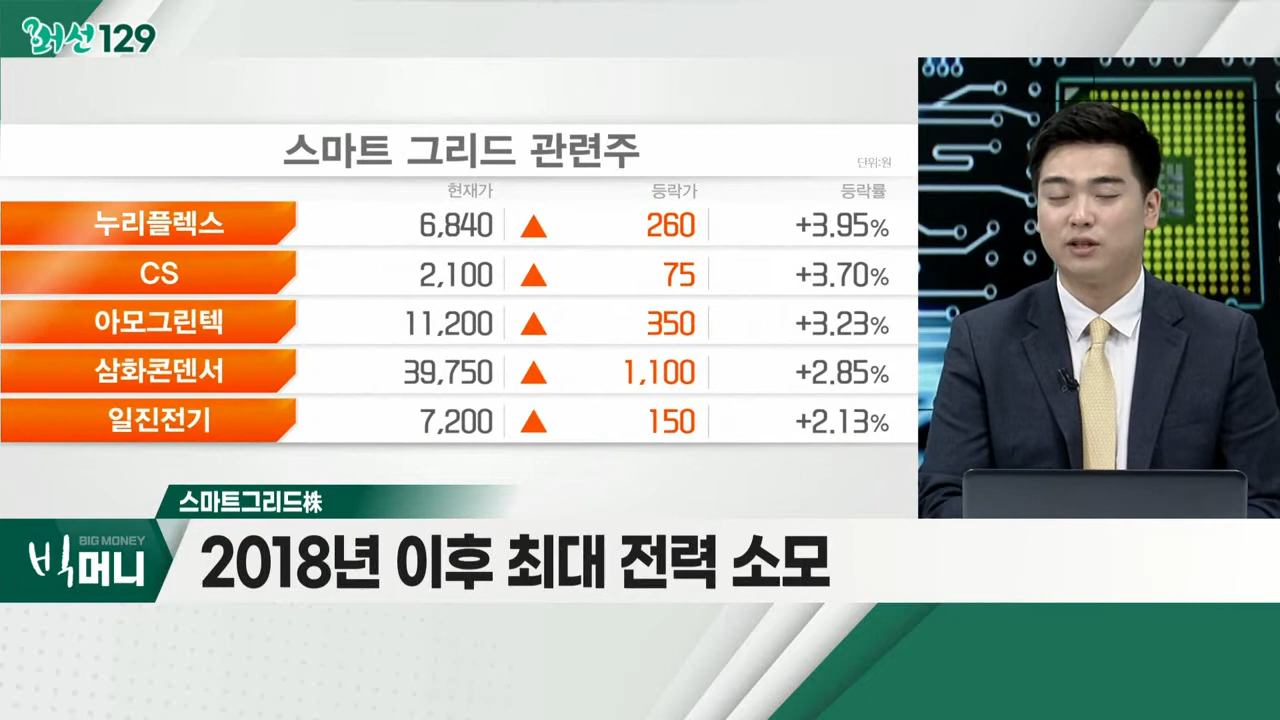 머선129
스마트 그리드 관련주
단위:원
현재가 등락가 등락률
누리플렉스 6,840 ▲ 260 +3.95%
CS 2,100 ▲ 75 +3.70%
아모그린텍 11,200 ▲ 350 +3.23%
삼화콘덴서 39,750 ▲ 1,100 +2.85%
일진전기 7,200 ▲ 150 +2.13%
스마트그리드株
BIG MONEY
빅머니
2018년 이후 최대 전력 소모